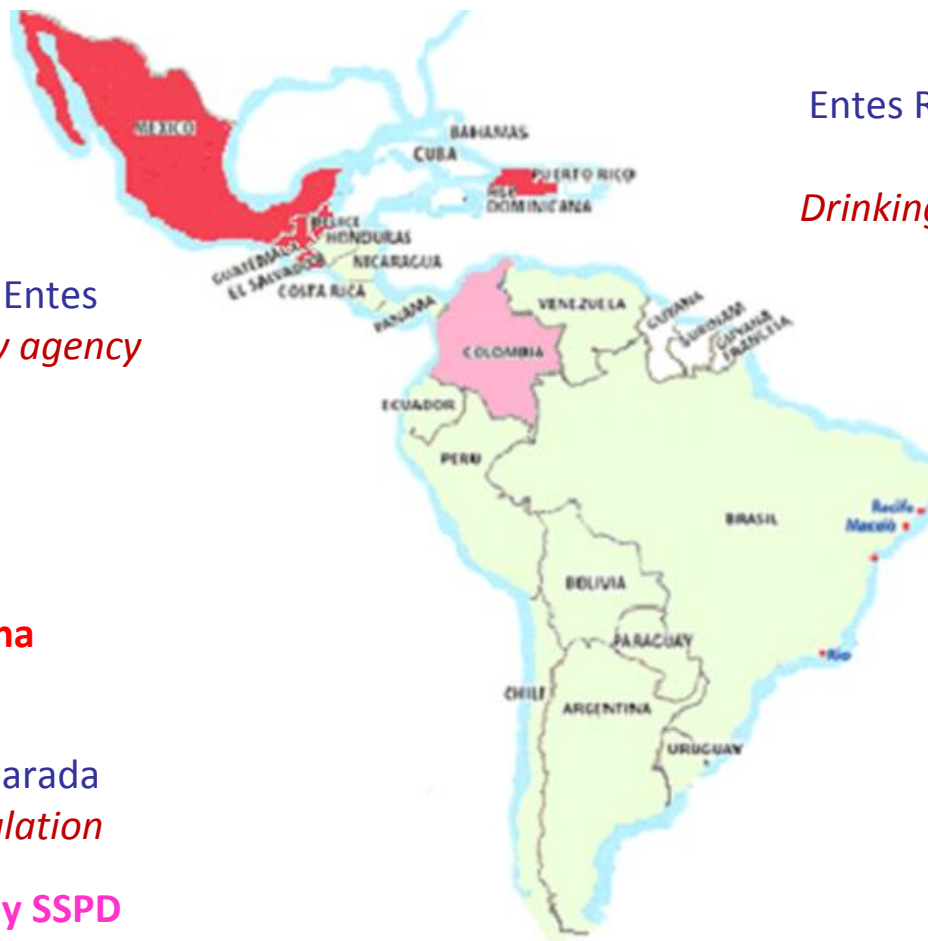 Entes R
Drinking
Entes
y agency
na
arada
lation
y SSPD
MEXICO
BAHAMAS
CUBA
PUERTO RICO
REP.
DOMINICANA
BELICE
HONDURAS
GUATEMALA
EL SALVADOR
NICARAGUA
COSTA RICA
PANAMA
VENEZUELA
GUYANA
SURINAM
GUYANA
FRANCESA
COLOMBIA
ECUADOR
PERU
BRASIL
Recife
Maceió
BOLIVIA
PARAGUAY
Rio
CHILE
ARGENTINA
URUGUAY